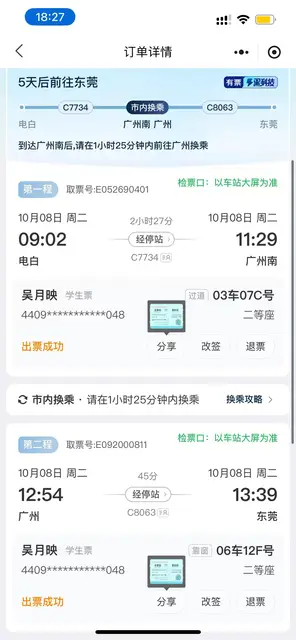 18:27
订单详情
5天后前往东莞
有票
C7734 市内换乘 C8063
电白 广州南 广州 东莞
到达广州南后,请在1小时25分钟内前往广州换乘
第一程 取票号:E052690401 检票口：以车站大屏为准
10月08日 周二 2小时27分 10月08日 周二
09:02 经停站 11:29
电白 C7734 广州南
吴月映 学生票 过道 03车07C号
4409***********048 二等座
出票成功 分享 改签 退票
市内换乘 · 请在1小时25分钟内换乘 换乘攻略
第二程 取票号:E092000811 检票口：以车站大屏为准
10月08日 周二 45分 10月08日 周二
12:54 经停站 13:39
广州 C8063 东莞
吴月映 学生票 靠窗 06车12F号
4409***********048 二等座
出票成功 分享 改签 退票